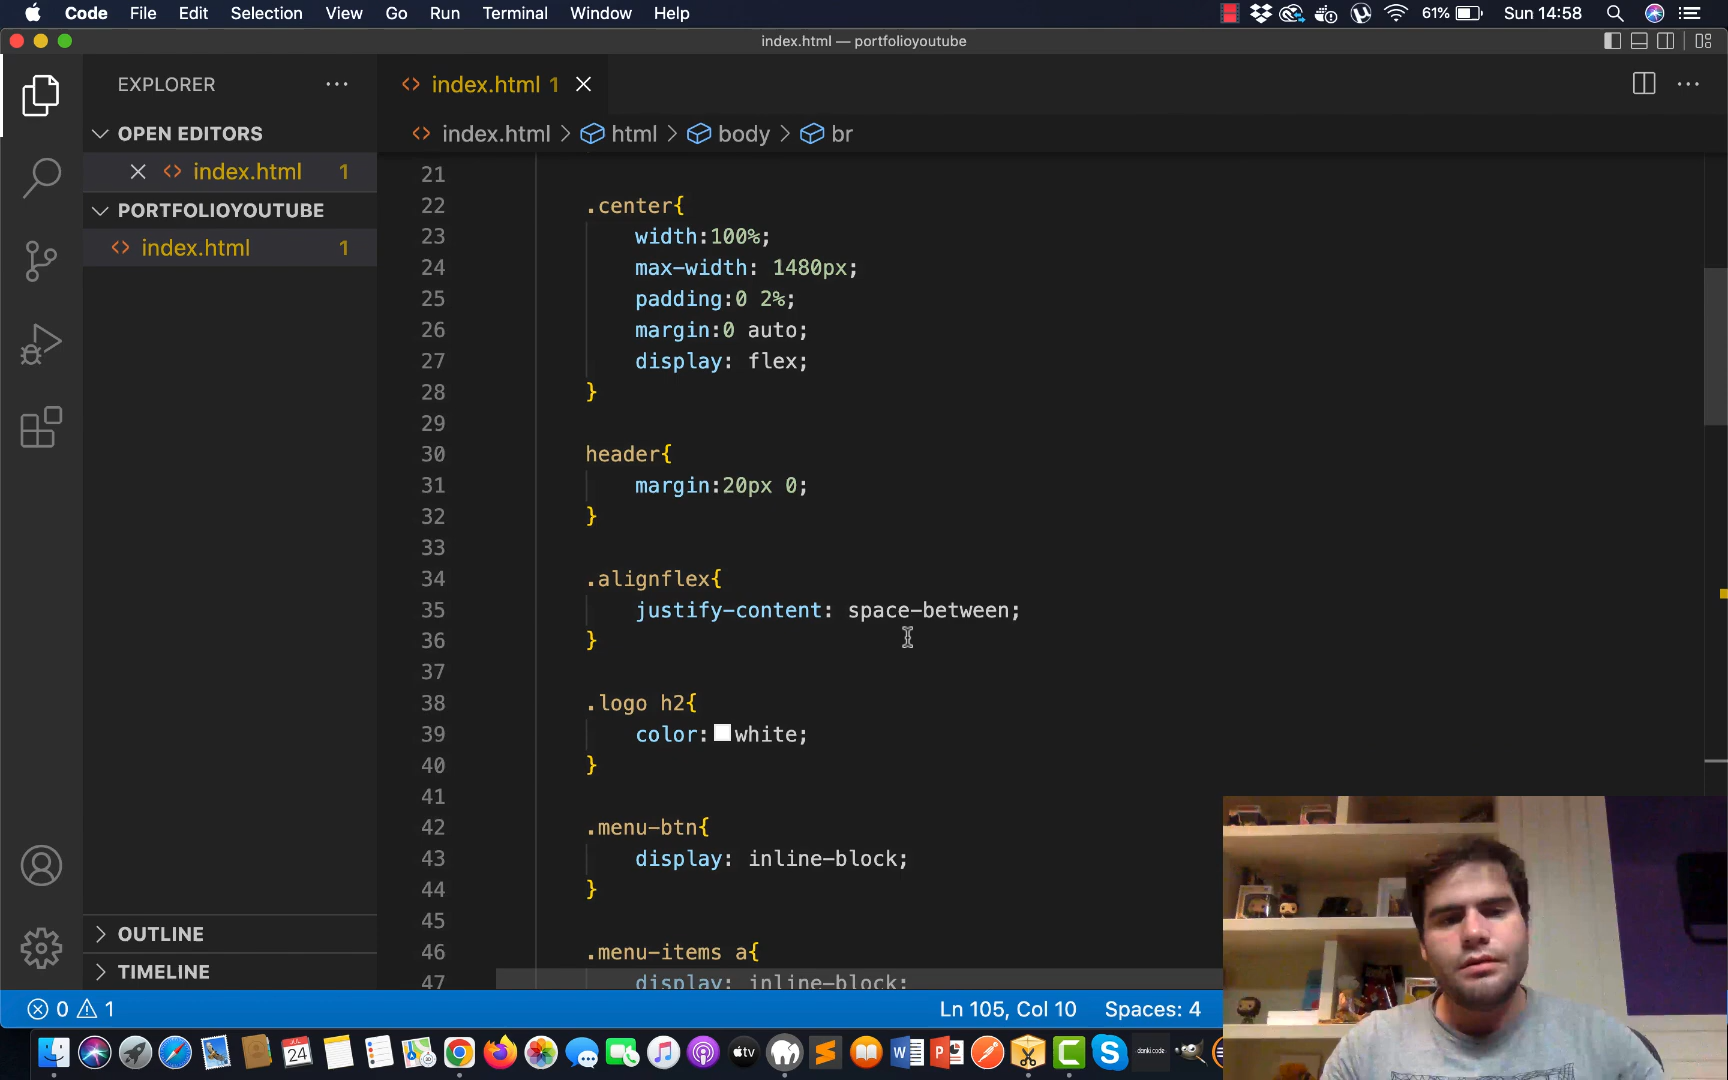 Code File Edit Selection View Go Run Terminal Window Help 61% Sun 14:58
index.html — portfolioyoutube
EXPLORER
index.html 1
OPEN EDITORS
index.html > html > body > br
index.html 1
PORTFOLIOYOUTUBE
index.html 1
21
22 .center{
23 width:100%;
24 max-width: 1480px;
25 padding:0 2%;
26 margin:0 auto;
27 display: flex;
28 }
29
30 header{
31 margin:20px 0;
32 }
33
34 .alignflex{
35 justify-content: space-between;
36 }
37
38 .logo h2{
39 color: white;
40 }
41
42 .menu-btn{
43 display: inline-block;
44 }
45
46 .menu-items a{
47 display: inline-block;
OUTLINE
TIMELINE
0 1 Ln 105, Col 10 Spaces: 4
JUL
24
tv
danki code